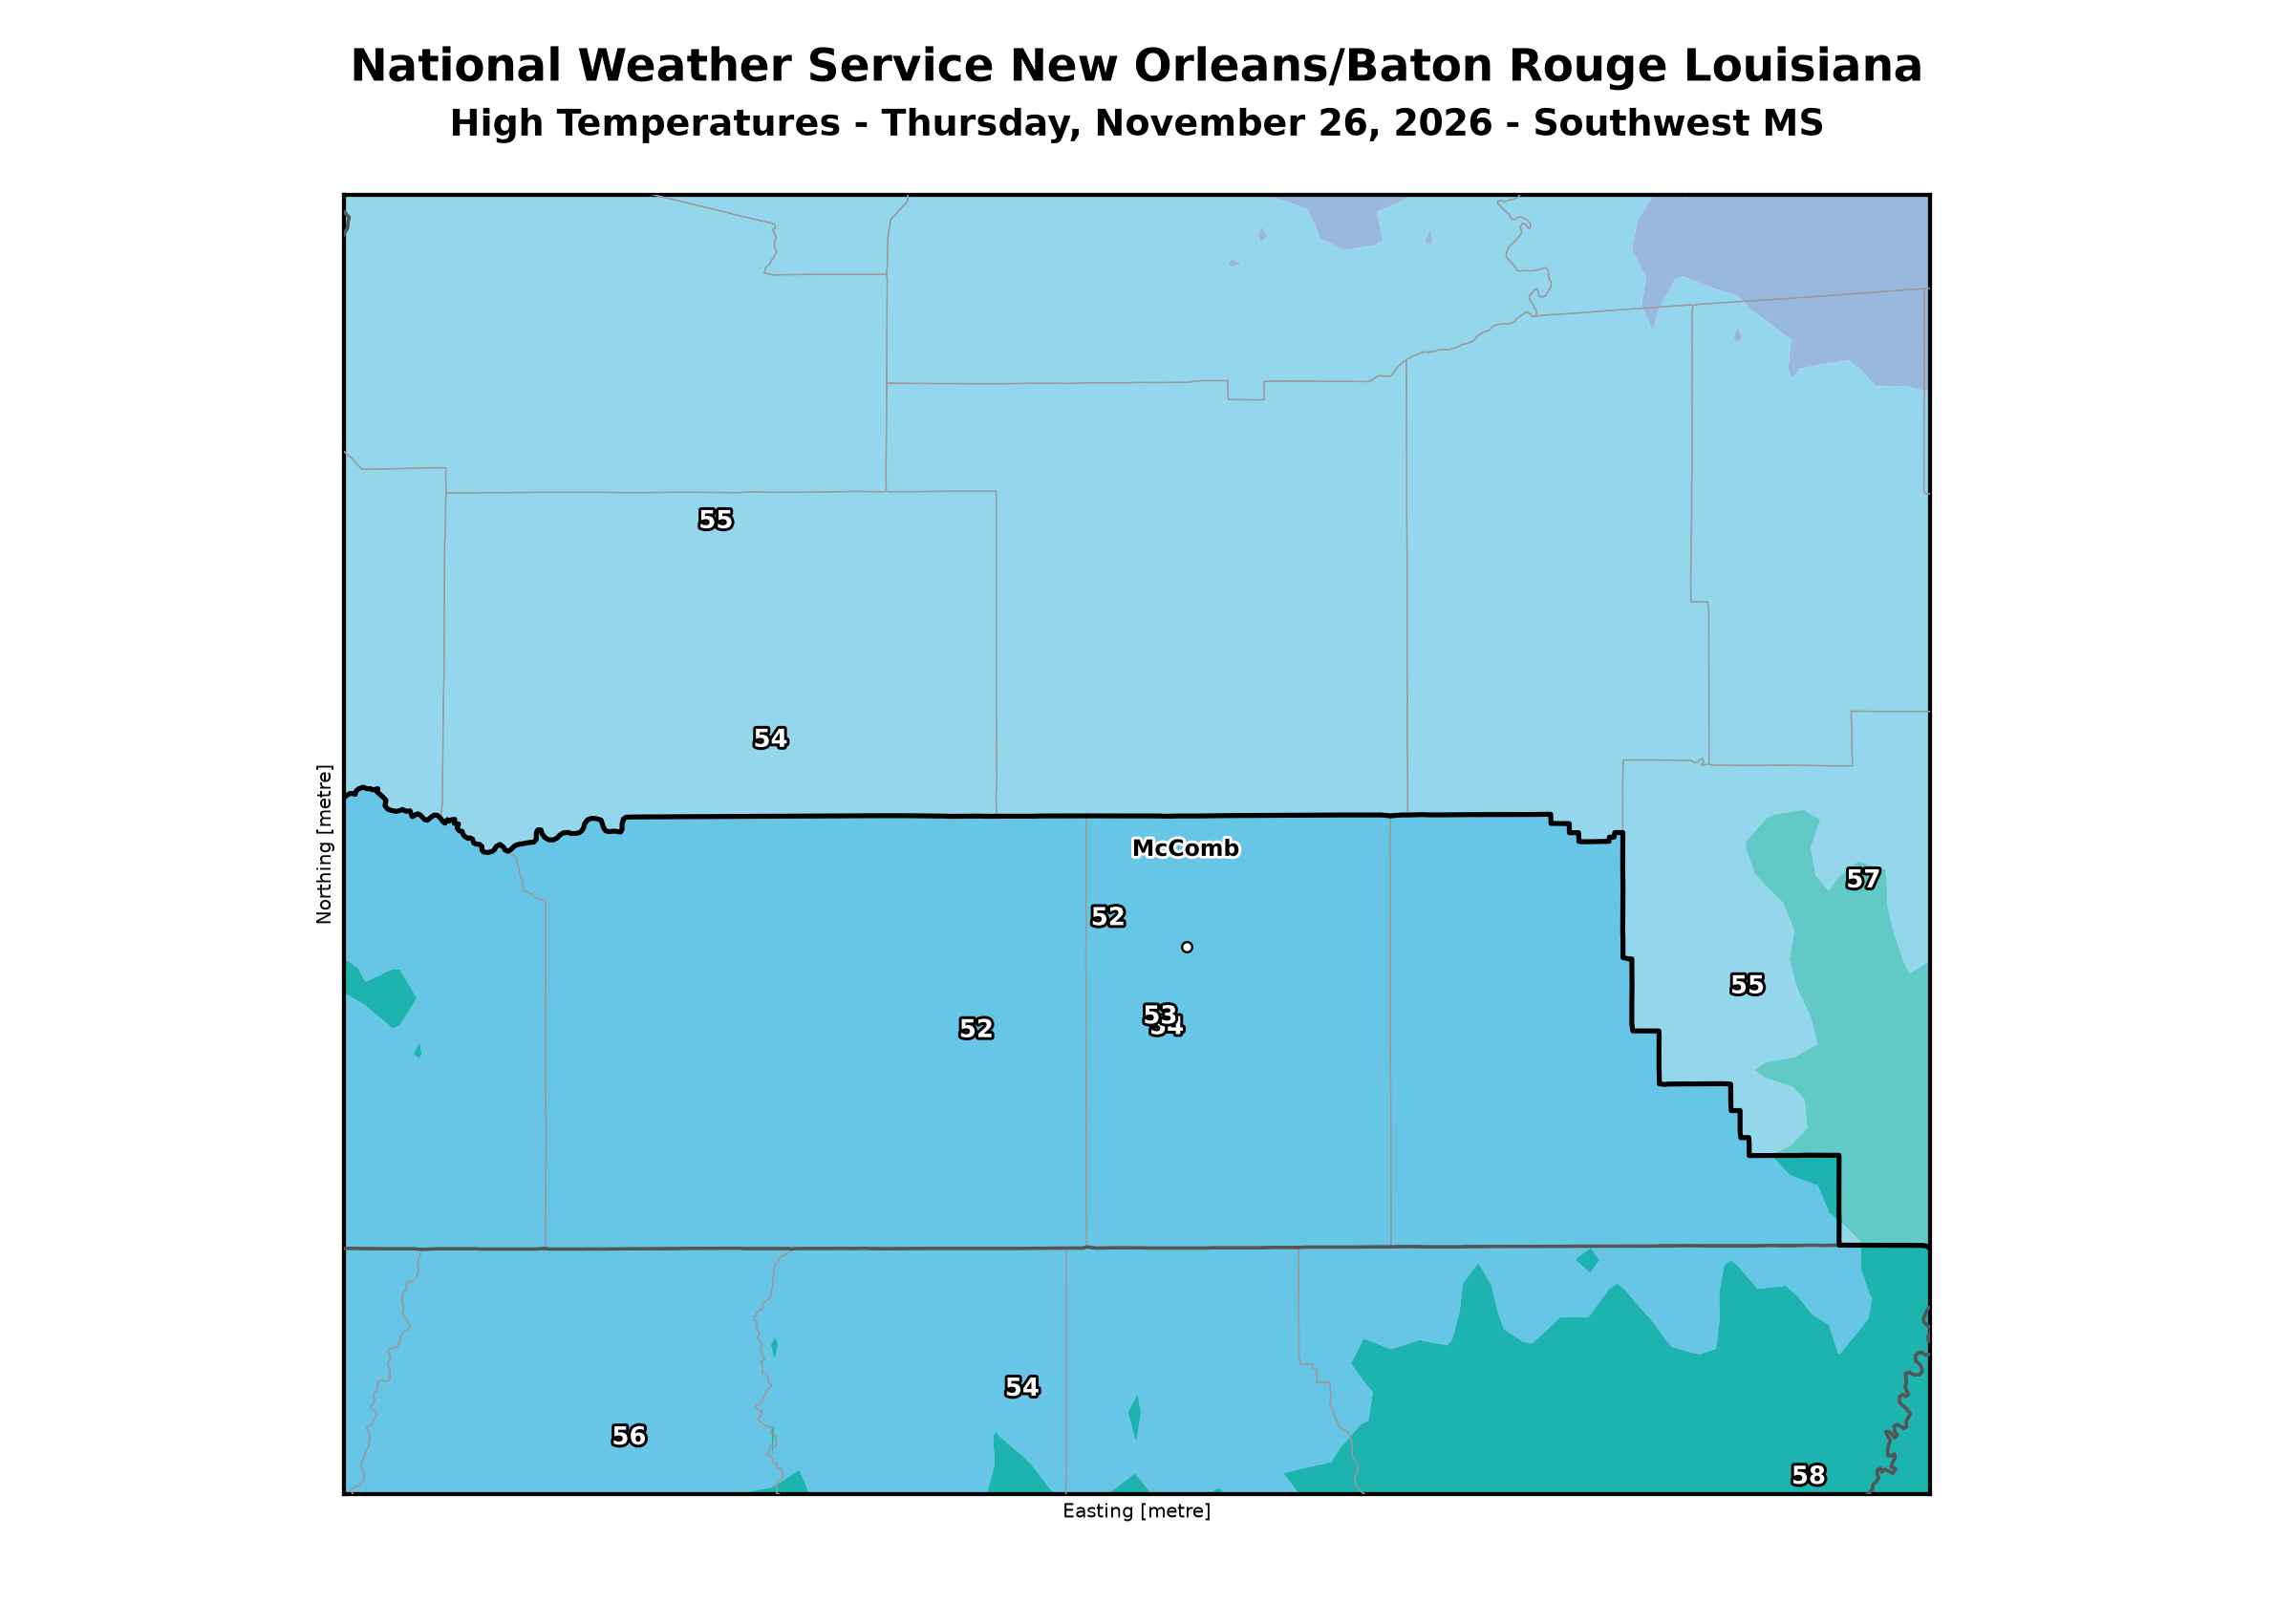 National Weather Service New Orleans/Baton Rouge Louisiana
High Temperatures - Thursday, November 26, 2026 - Southwest MS
55
54
McComb
57
52
55
53
54
52
54
56
58
Northing [metre]
Easting [metre]